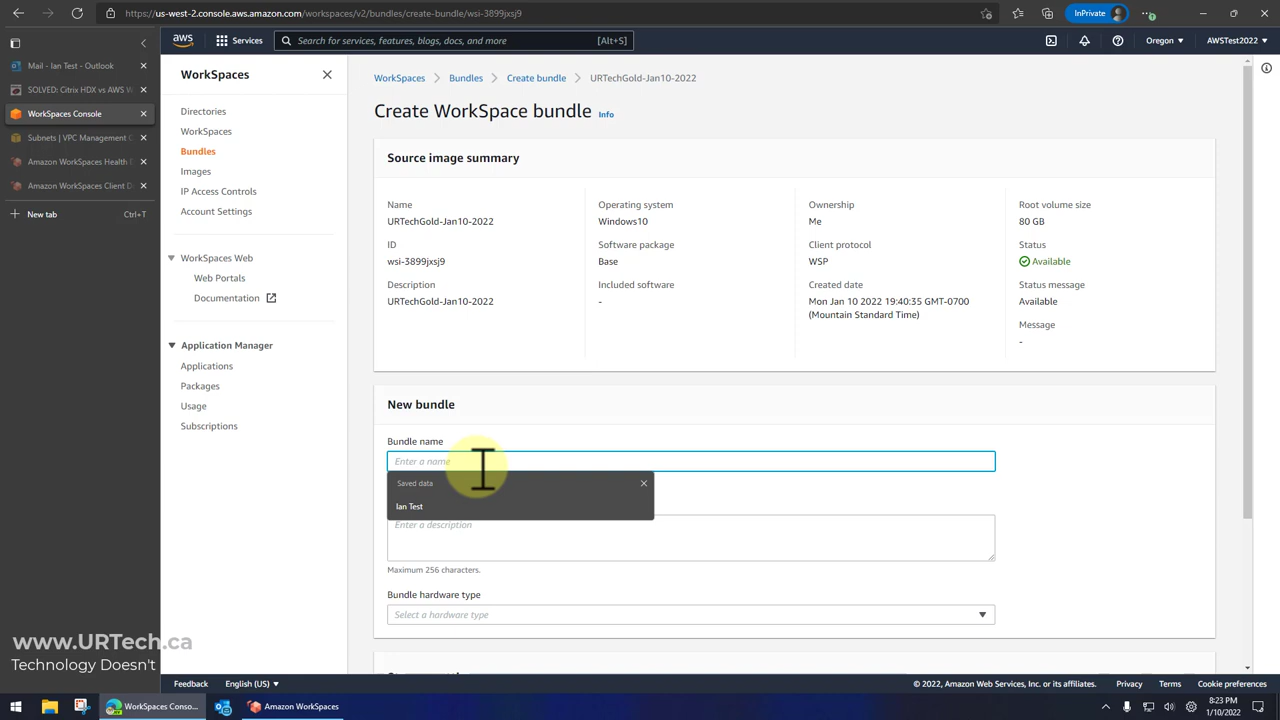 https://us-west-2.console.aws.amazon.com/workspaces/v2/bundle/wsi-3899jxsj9
InPrivate
aws
Services
Search for services, features, blogs, docs, and more
[Alt+S]
Oregon
AWSTest2022
Mail - Ian Test - Outlook
SOLVED: Citrix HDX vs AWS W
WorkSpaces Console
Subnets | VPC Management C
Amazon WorkSpaces Health D
Amazon WorkSpaces Client D
New tab
Ctrl+T
WorkSpaces
Directories
WorkSpaces
Bundles
Images
IP Access Controls
Account Settings
WorkSpaces Web
Web Portals
Documentation
Application Manager
Applications
Packages
Usage
Subscriptions
WorkSpaces
Bundles
Create bundle
URTechGold-Jan10-2022
Create WorkSpace bundle Info
Source image summary
Name
URTechGold-Jan10-2022
ID
wsi-3899jxsj9
Description
URTechGold-Jan10-2022
Operating system
Windows10
Software package
Base
Included software
-
Ownership
Me
Client protocol
WSP
Created date
Mon Jan 10 2022 19:40:35 GMT-0700
(Mountain Standard Time)
Root volume size
80 GB
Status
Available
Status message
Available
Message
-
New bundle
Bundle name
Enter a name
Saved data
Ian Test
Enter a description
Maximum 256 characters.
Bundle hardware type
Select a hardware type
www.URTech.ca
Technology Doesn't
Feedback
English (US)
© 2022, Amazon Web Services, Inc. or its affiliates.
Privacy
Terms
Cookie preferences
WorkSpaces Conso...
Amazon WorkSpaces
8:23 PM
1/10/2022